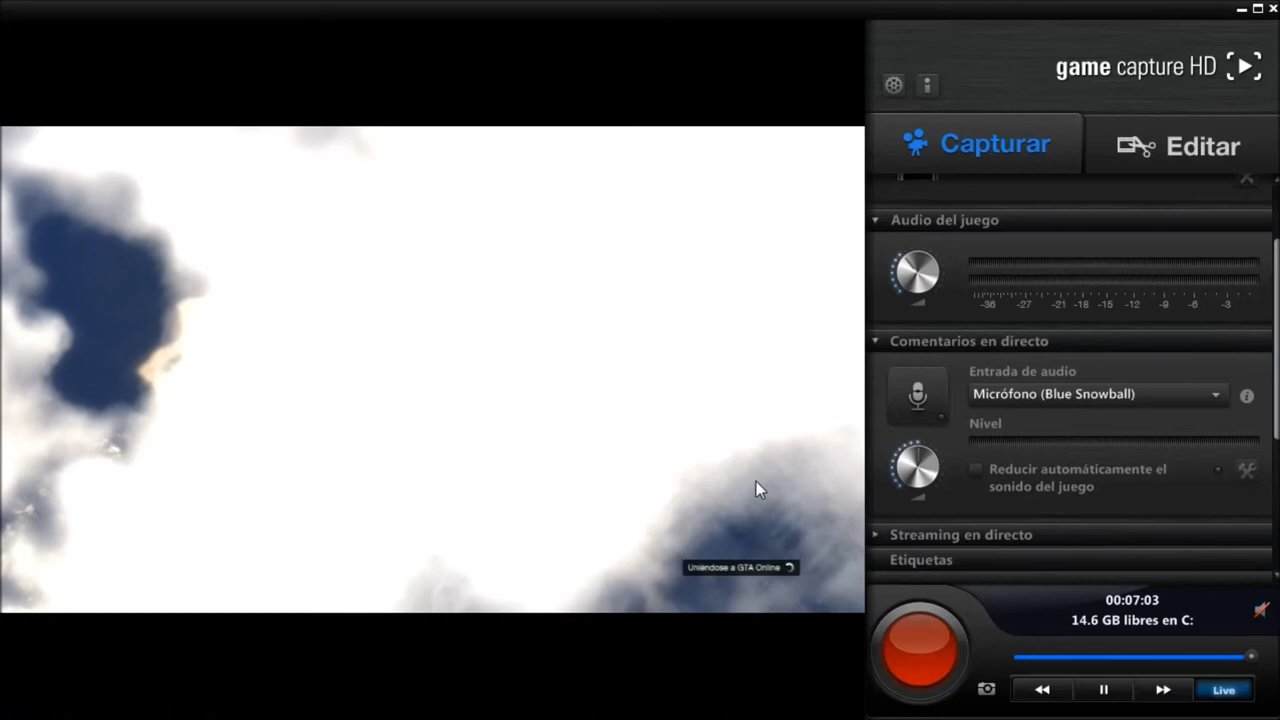 game capture HD
Capturar
Editar
Audio del juego
-36 -27 -21 -18 -15 -12 -9 -6 -3
Comentarios en directo
Entrada de audio
Micrófono (Blue Snowball)
Nivel
Reducir automáticamente el
sonido del juego
Streaming en directo
Etiquetas
Uniéndose a GTA Online
00:07:03
14.6 GB libres en C:
Live